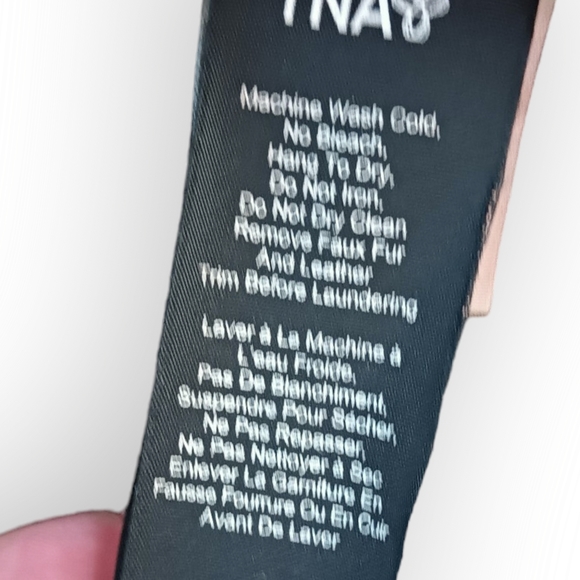 TNA
Machine Wash Cold,
No Bleach,
Hang To Dry,
Do Not Iron,
Do Not Dry Clean
Remove Faux Fur
And Leather
Trim Before Laundering
Laver à La Machine à
L'eau Froide,
Pas De Blanchiment,
Suspendre Pour Sécher,
Ne Pas Repasser,
Ne Pas Nettoyer à Sec
Enlever La Garniture En
Fausse Fourrure Ou En Cuir
Avant De Laver